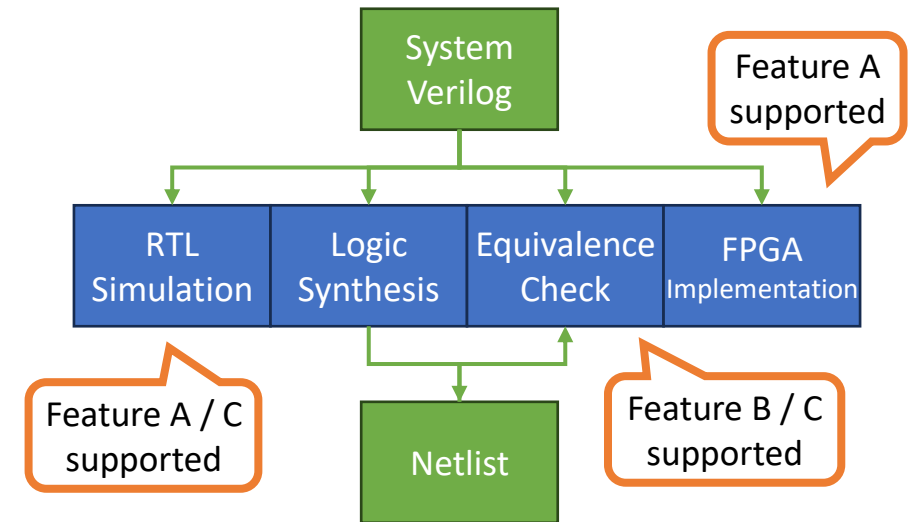 System
Verilog
Feature A
supported
RTL
Simulation
Logic
Synthesis
Equivalence
Check
FPGA
Implementation
Feature A / C
supported
Netlist
Feature B / C
supported